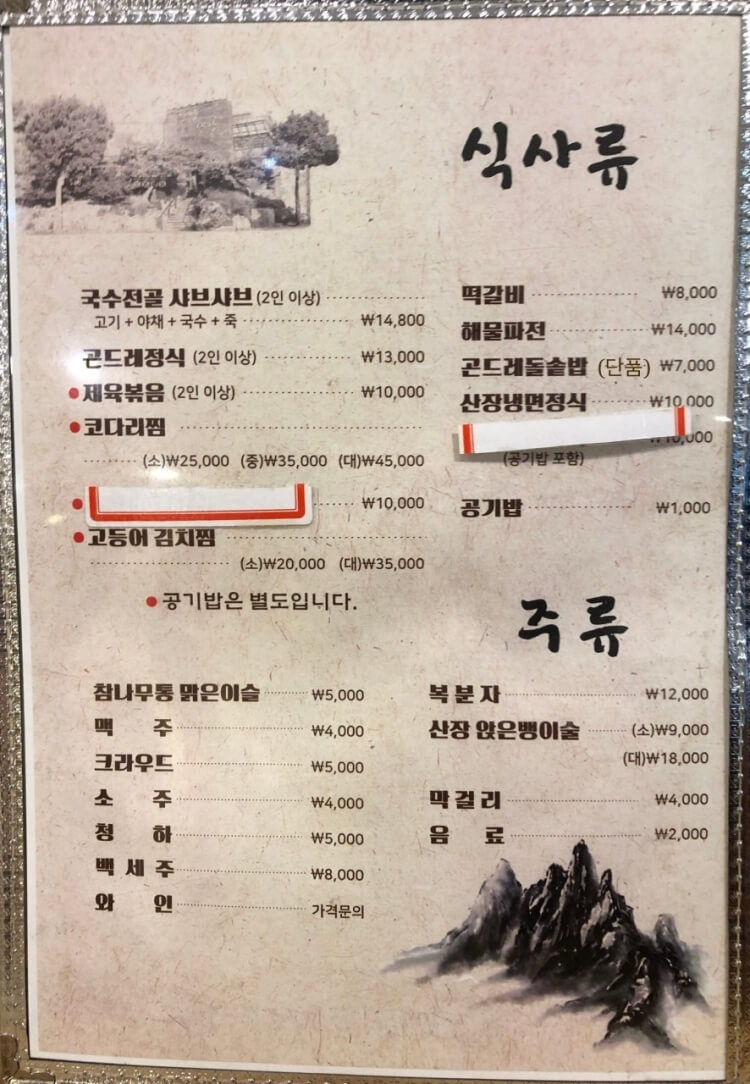 식사류
국수전골 샤브샤브 (2인 이상)
고기 + 야채 + 국수 + 죽 ₩14,800
곤드레정식 (2인 이상) ₩13,000
● 제육볶음 (2인 이상) ₩10,000
● 코다리찜
(소)₩25,000 (중)₩35,000 (대)₩45,000
● ₩10,000
● 고등어 김치찜
(소)₩20,000 (대)₩35,000
● 공기밥은 별도입니다.
떡갈비 ₩8,000
해물파전 ₩14,000
곤드레돌솥밥 (단품) ₩7,000
산장냉면정식 ₩10,000
(공기밥 포함)
공기밥 ₩1,000
주류
참나무통 맑은이슬 ₩5,000
맥 주 ₩4,000
크라우드 ₩5,000
소 주 ₩4,000
청 하 ₩5,000
백 세 주 ₩8,000
와 인 가격문의
복 분 자 ₩12,000
산장 앉은뱅이술 (소)₩9,000
(대)₩18,000
막 걸 리 ₩4,000
음 료 ₩2,000